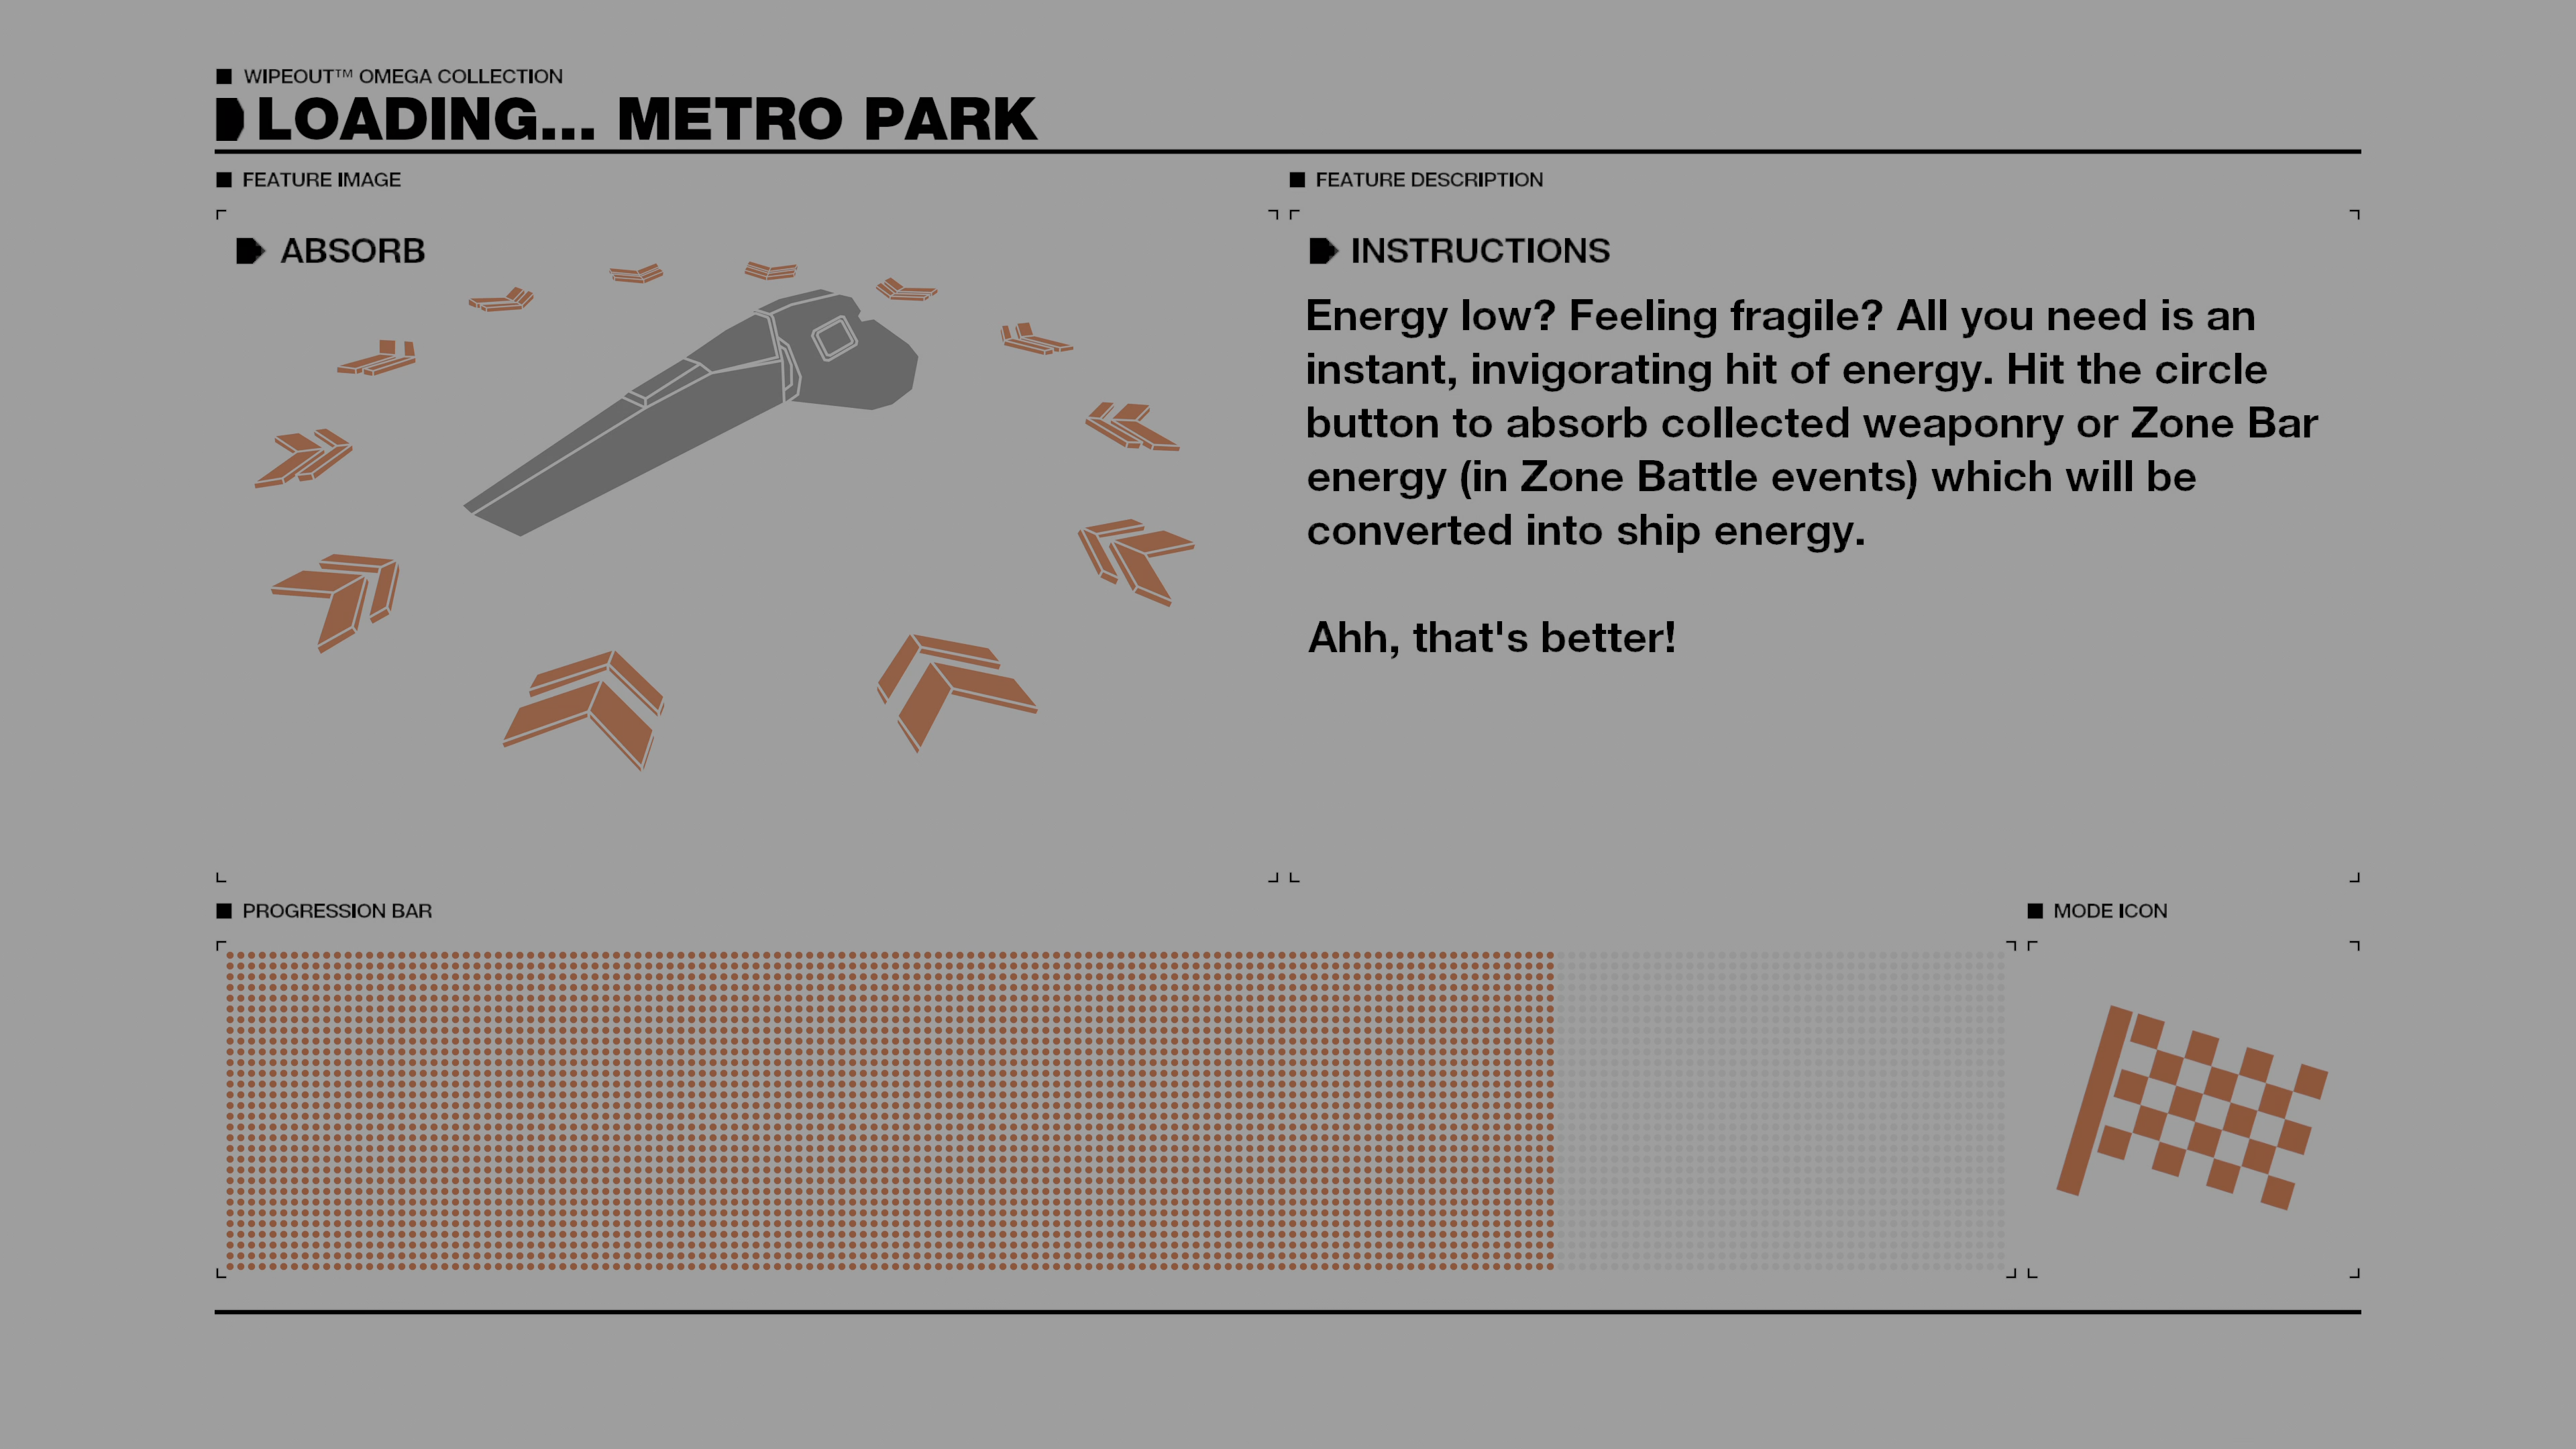 WIPEOUT™ OMEGA COLLECTION
LOADING... METRO PARK
FEATURE IMAGE
ABSORB
FEATURE DESCRIPTION
INSTRUCTIONS
Energy low? Feeling fragile? All you need is an
instant, invigorating hit of energy. Hit the circle
button to absorb collected weaponry or Zone Bar
energy (in Zone Battle events) which will be
converted into ship energy.
Ahh, that's better!
PROGRESSION BAR
MODE ICON